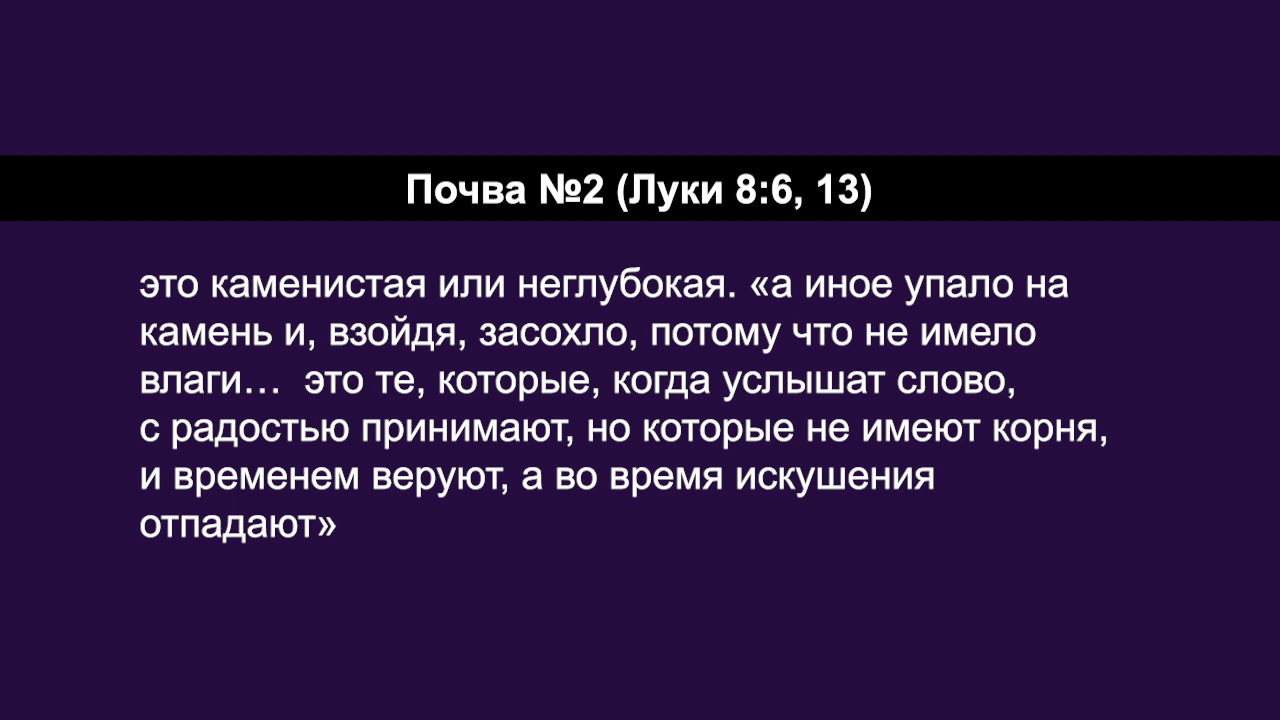 Почва №2 (Луки 8:6, 13)
это каменистая или неглубокая. «а иное упало на
камень и, взойдя, засохло, потому что не имело
влаги…  это те, которые, когда услышат слово,
с радостью принимают, но которые не имеют корня,
и временем веруют, а во время искушения
отпадают»